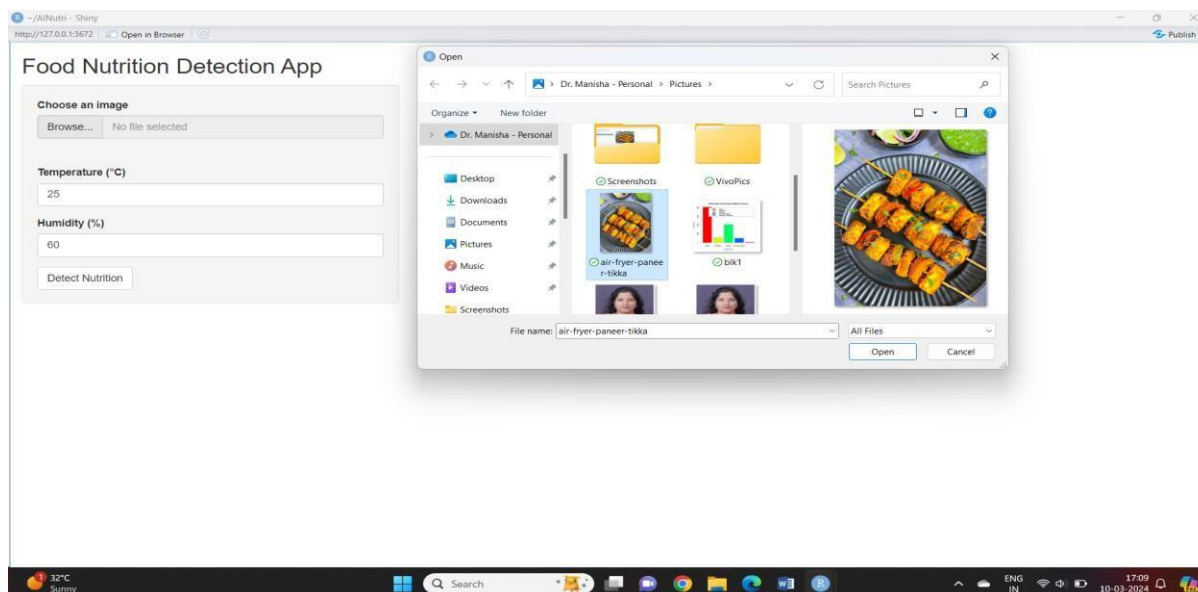 ~/AINutri - Shiny
http://127.0.0.1:3672 Open in Browser
Publish
Food Nutrition Detection App
Choose an image
Browse... No file selected
Temperature (°C)
25
Humidity (%)
60
Detect Nutrition
Open
Dr. Manisha - Personal > Pictures >
Search Pictures
Organize New folder
Dr. Manisha - Personal
Desktop
Downloads
Documents
Pictures
Music
Videos
Screenshots
Screenshots VivoPics
air-fryer-panee
r-tikka
blk1
File name: air-fryer-paneer-tikka
All Files
Open Cancel
1
32°C
Sunny
Search
ENG
IN
17:09
10-03-2024